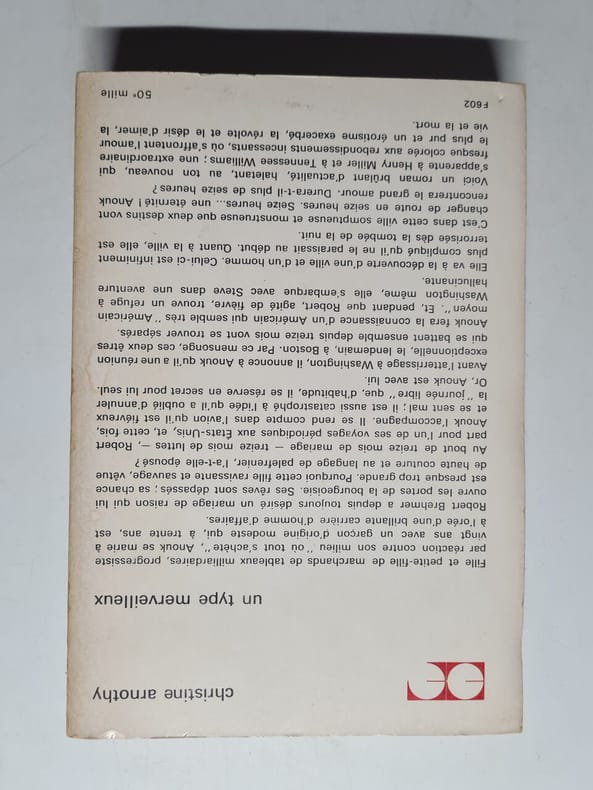 christine arnothy
un type merveilleux
Fille et petite-fille de marchands de tableaux milliardaires, progressiste
par réaction contre son milieu "où tout s'achète", Anouk se marie à
vingt ans avec un garçon d'origine modeste qui, à trente ans, est
à l'orée d'une brillante carrière d'homme d'affaires.
Robert Brehmer a depuis toujours désiré un mariage de raison qui lui
ouvre les portes de la bourgeoisie. Ses rêves sont dépassés ; sa chance
est presque trop grande. Pourquoi cette fille ravissante et sauvage, vêtue
de haute couture et au langage de palefrenier, l'a-t-elle épousé ?
Au bout de treize mois de mariage — treize mois de luttes —, Robert
part pour l'un de ses voyages périodiques aux États-Unis, et, cette fois,
Anouk l'accompagne. Il se rend compte dans l'avion qu'il est fiévreux
et se sent mal ; il est aussi catastrophé à l'idée qu'il a oublié d'annuler
la "journée libre" que, d'habitude, il se réserve en secret pour lui seul.
Or, Anouk est avec lui.
Avant l'atterrissage à Washington, il annonce à Anouk qu'il a une réunion
exceptionnelle, le lendemain, à Boston. Par ce mensonge, ces deux êtres
qui se battent ensemble depuis treize mois vont se trouver séparés.
Anouk fera la connaissance d'un Américain qui semble très "Américain
moyen". Et, pendant que Robert, agité de fièvre, trouve un refuge à
Washington même, elle s'embarque avec Steve dans une aventure
hallucinante.
Elle va à la découverte d'une ville et d'un homme. Celui-ci est infiniment
plus compliqué qu'il ne le paraissait au début. Quant à la ville, elle est
terrorisée dès la tombée de la nuit.
C'est dans cette ville somptueuse et monstrueuse que deux destins vont
changer de route en seize heures. Seize heures... une éternité ! Anouk
rencontrera le grand amour. Durera-t-il plus de seize heures ?
Voici un roman brûlant d'actualité, haletant, au ton nouveau, qui
s'apparente à Henry Miller et à Tennessee Williams ; une extraordinaire
fresque colorée aux rebondissements incessants, où s'affrontent l'amour
le plus pur et un érotisme exacerbé, la révolte et le désir d'aimer, la
vie et la mort.
F 602
50e mille